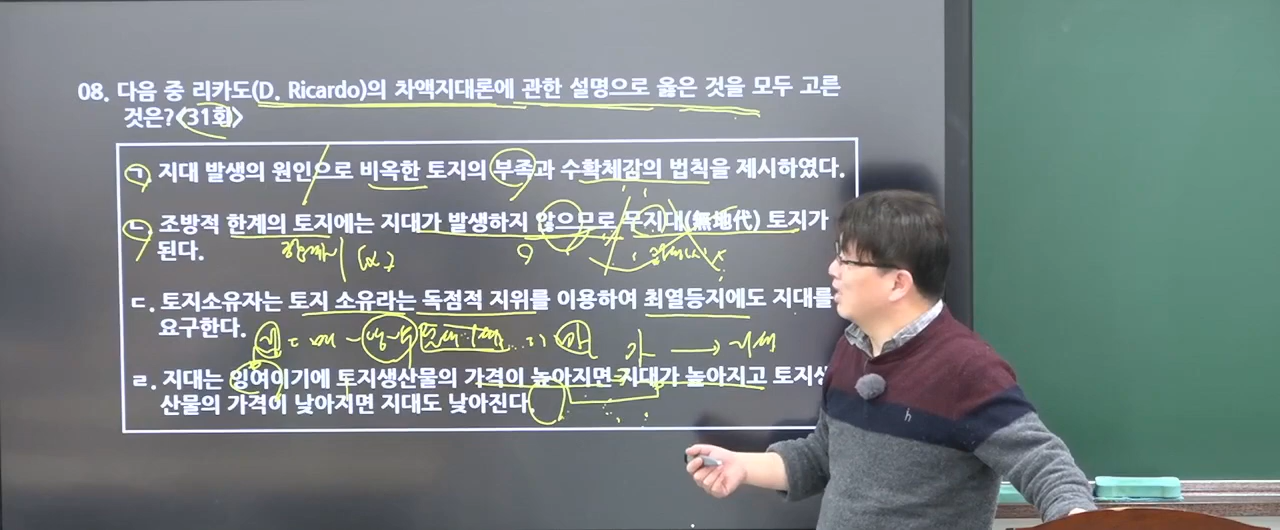 08. 다음 중 리카도(D. Ricardo)의 차액지대론에 관한 설명으로 옳은 것을 모두 고른
것은?<31회>
ㄱ 지대 발생의 원인으로 비옥한 토지의 부족과 수확체감의 법칙을 제시하였다.
ㄴ 조방적 한계의 토지에는 지대가 발생하지 않으므로 무지대(無地代) 토지가
된다.
ㄷ. 토지소유자는 토지 소유라는 독점적 지위를 이용하여 최열등지에도 지대를
요구한다.
ㄹ. 지대는 잉여이기에 토지생산물의 가격이 높아지면 지대가 높아지고
산물의 가격이 낮아지면 지대도 낮아진다.
h